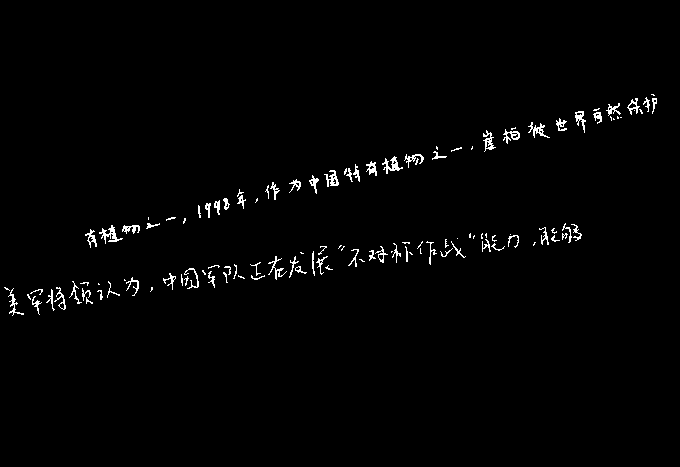 有植物之一，1998年，作为中国特有植物之一，崖柏被世界自然保护
美军将领认为，中国军队正在发展“不对称作战”能力，能够